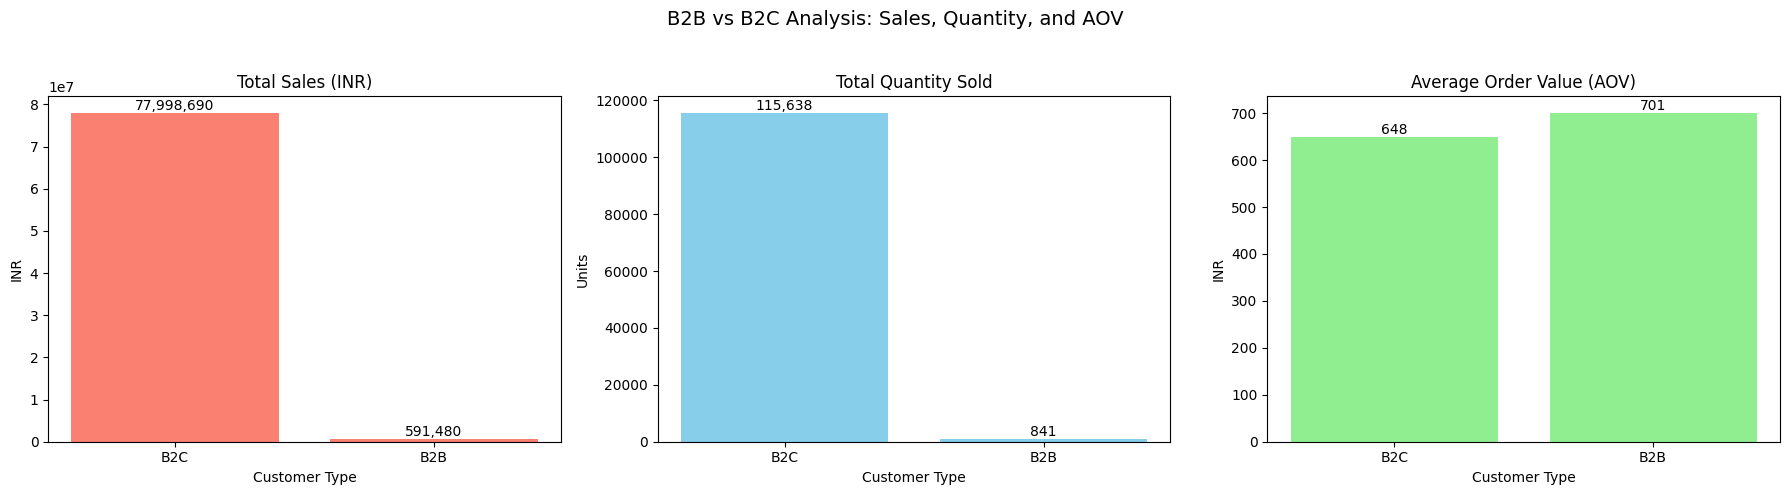 B2B vs B2C Analysis: Sales, Quantity, and AOV
Total Sales (INR)
1e7
8
7
6
5
4
3
2
1
0
INR
77,998,690
591,480
B2C
B2B
Customer Type
Total Quantity Sold
120000
100000
80000
60000
40000
20000
0
Units
115,638
841
B2C
B2B
Customer Type
Average Order Value (AOV)
700
600
500
400
300
200
100
0
INR
648
701
B2C
B2B
Customer Type